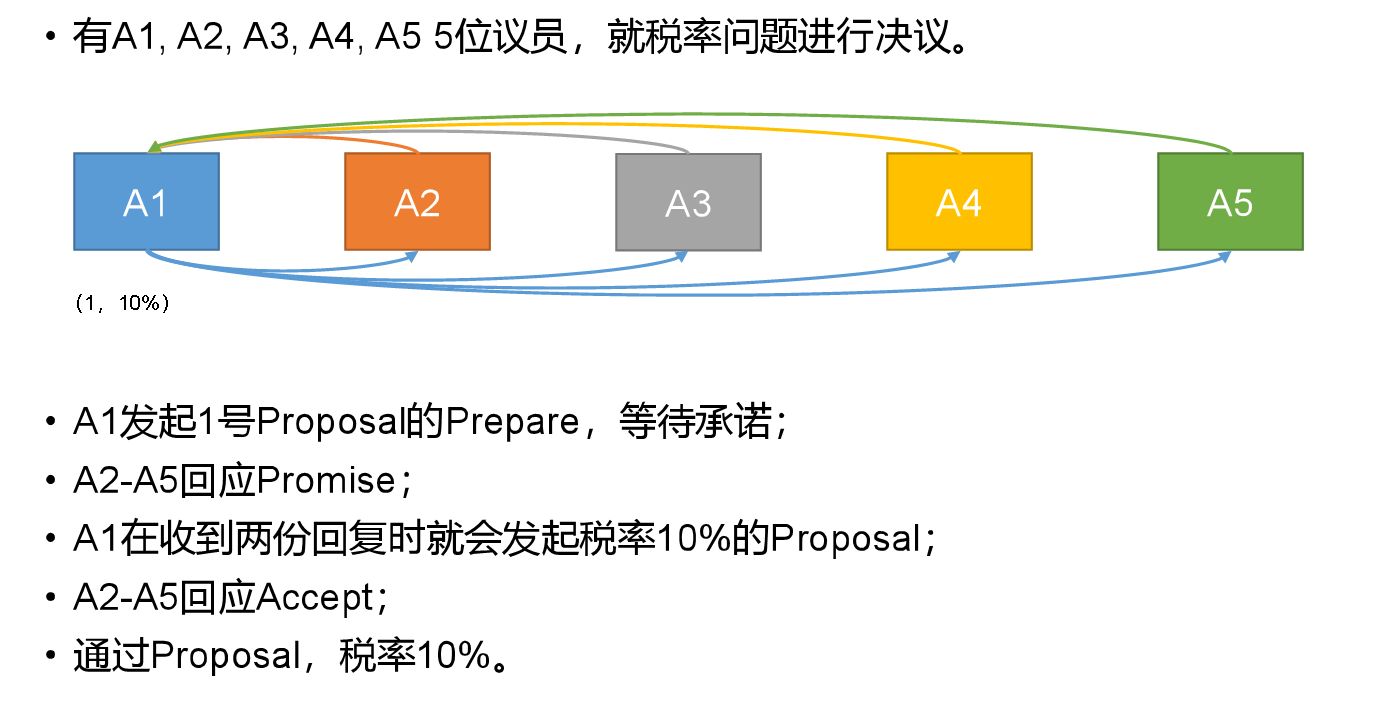 • 有A1, A2, A3, A4, A5 5位议员，就税率问题进行决议。
A1 A2 A3 A4 A5
(1, 10%)
• A1发起1号Proposal的Prepare，等待承诺；
• A2-A5回应Promise；
• A1在收到两份回复时就会发起税率10%的Proposal；
• A2-A5回应Accept；
• 通过Proposal，税率10%。